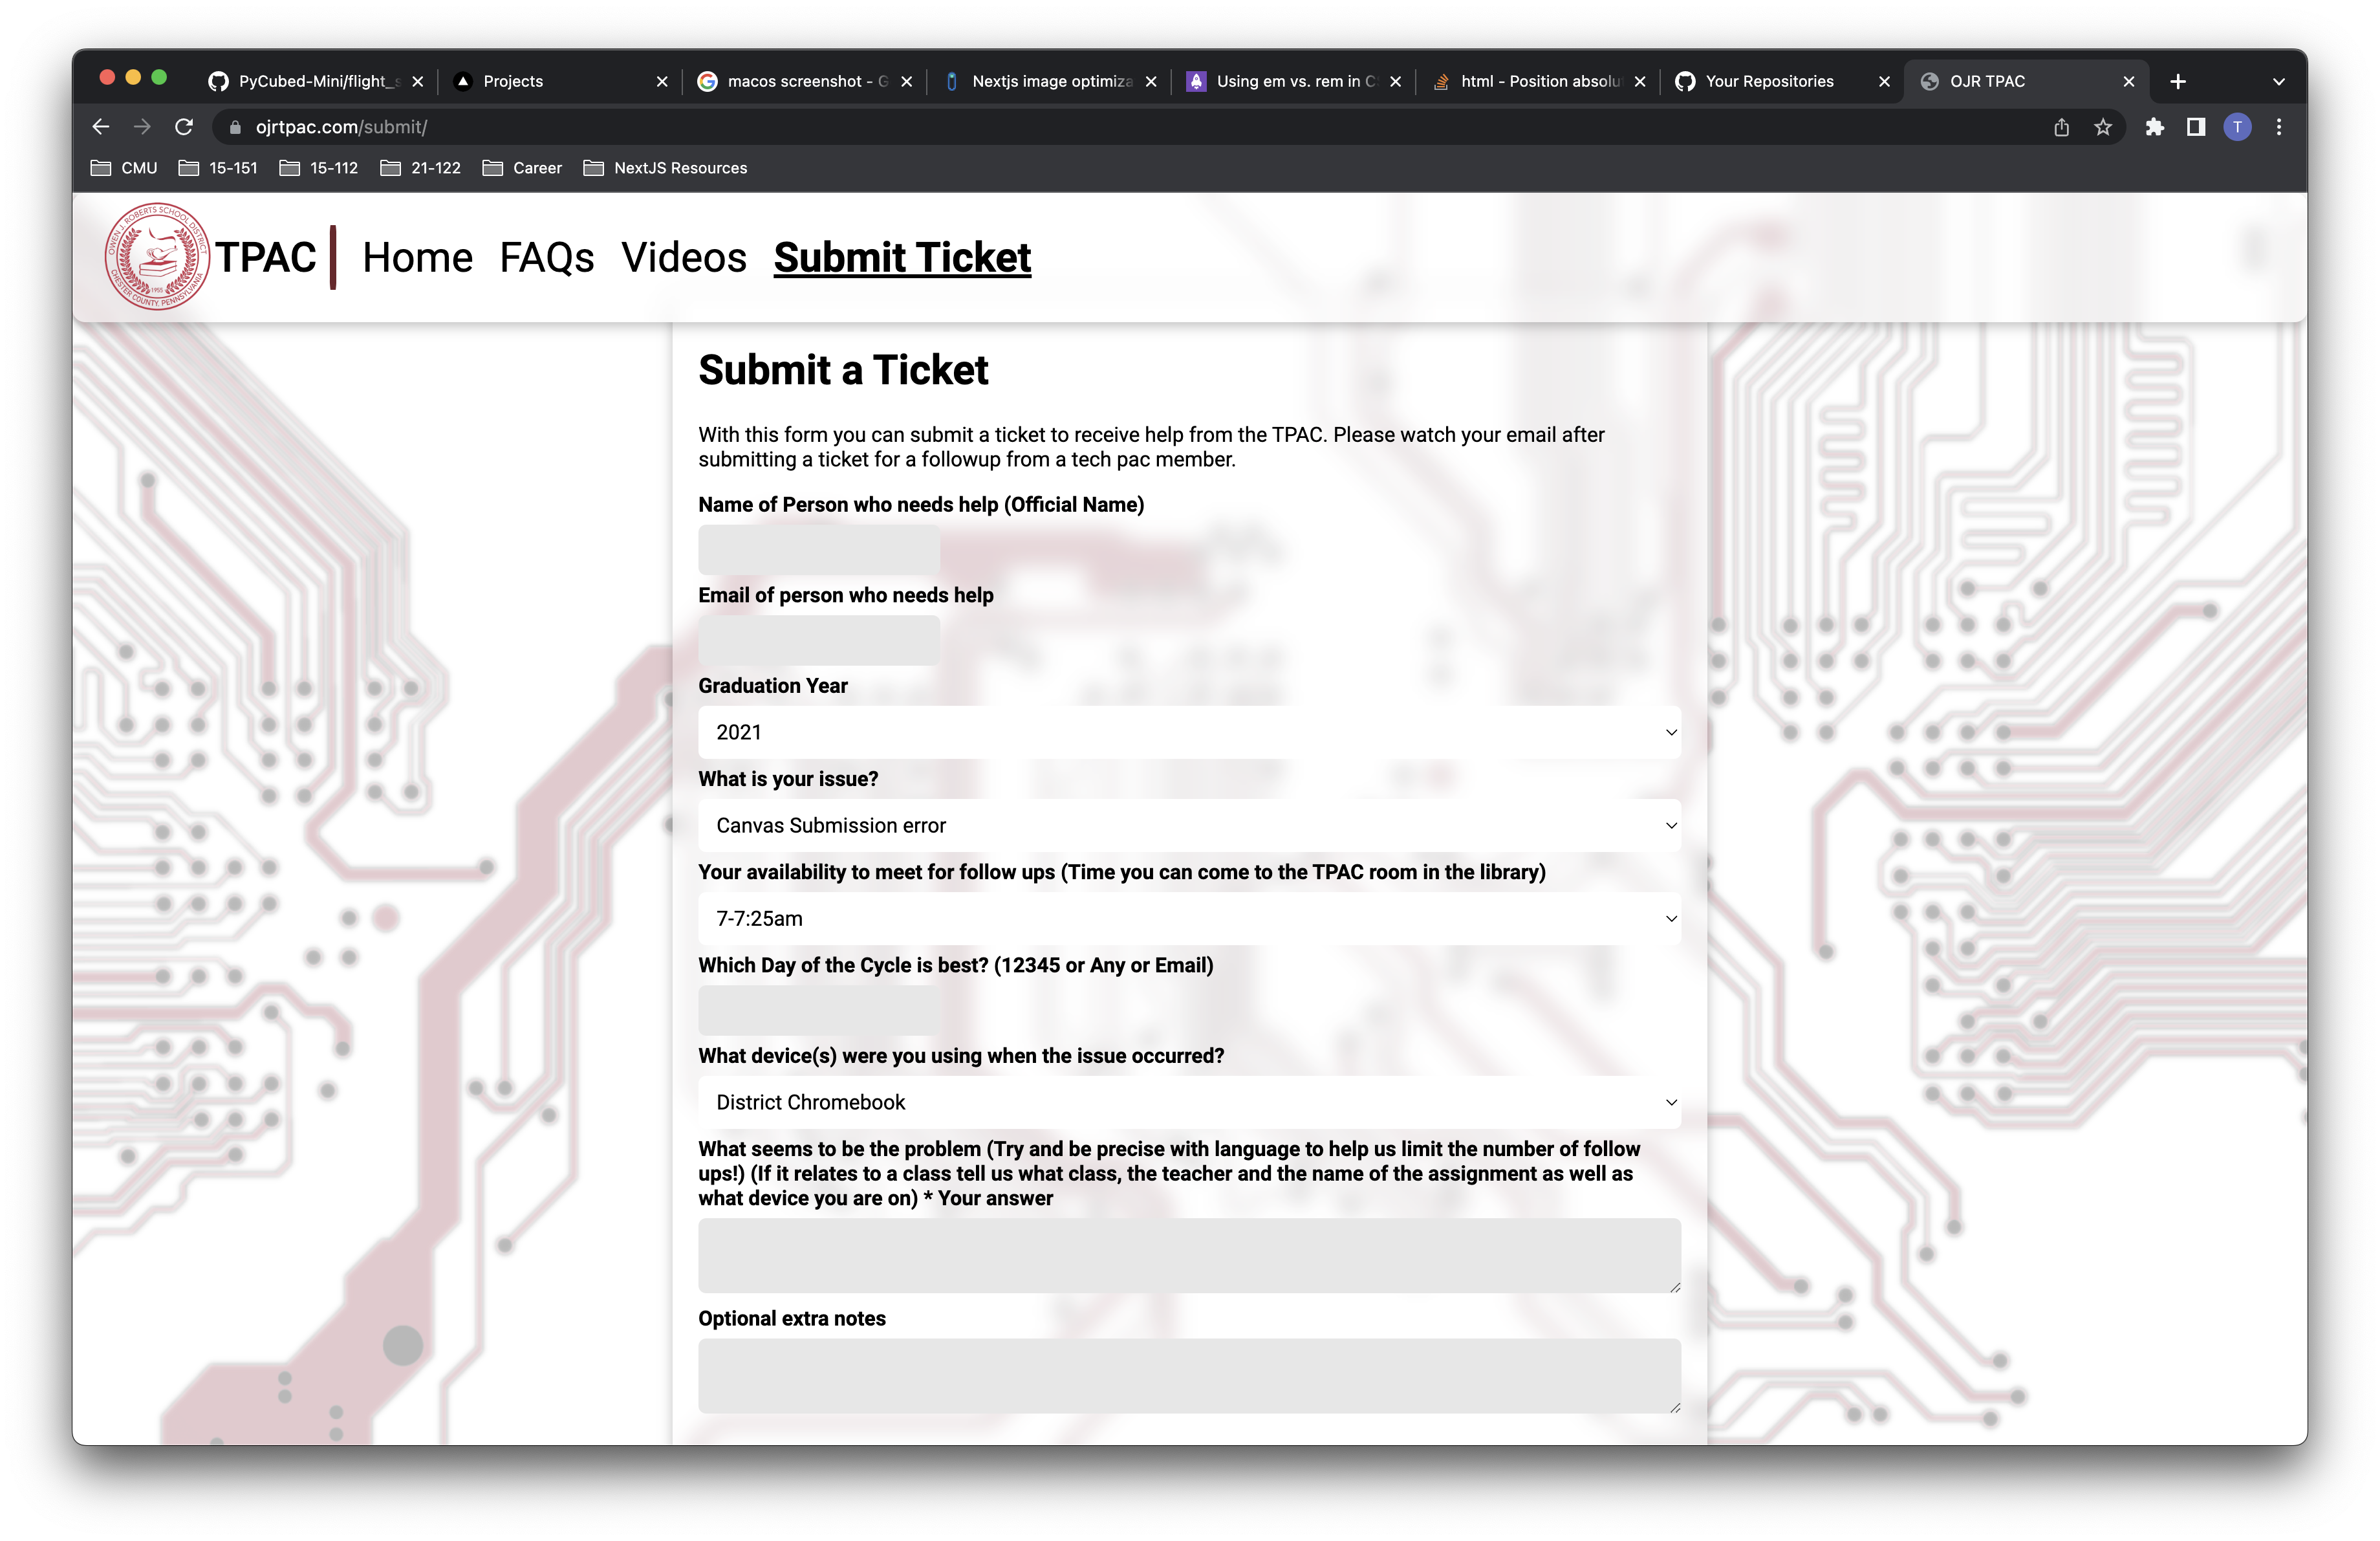 PyCubed-Mini/flight_s
Projects
macos screenshot - G
Nextjs image optimiza
Using em vs. rem in C
html - Position absolu
Your Repositories
OJR TPAC
ojrtpac.com/submit/
T
CMU
15-151
15-112
21-122
Career
NextJS Resources
OWEN J. ROBERTS SCHOOL DISTRICT
CHESTER COUNTY, PENNSYLVANIA
1955
TPAC
Home
FAQs
Videos
Submit Ticket
Submit a Ticket
With this form you can submit a ticket to receive help from the TPAC. Please watch your email after
submitting a ticket for a followup from a tech pac member.
Name of Person who needs help (Official Name)
Email of person who needs help
Graduation Year
2021
What is your issue?
Canvas Submission error
Your availability to meet for follow ups (Time you can come to the TPAC room in the library)
7-7:25am
Which Day of the Cycle is best? (12345 or Any or Email)
What device(s) were you using when the issue occurred?
District Chromebook
What seems to be the problem (Try and be precise with language to help us limit the number of follow
ups!) (If it relates to a class tell us what class, the teacher and the name of the assignment as well as
what device you are on) * Your answer
Optional extra notes